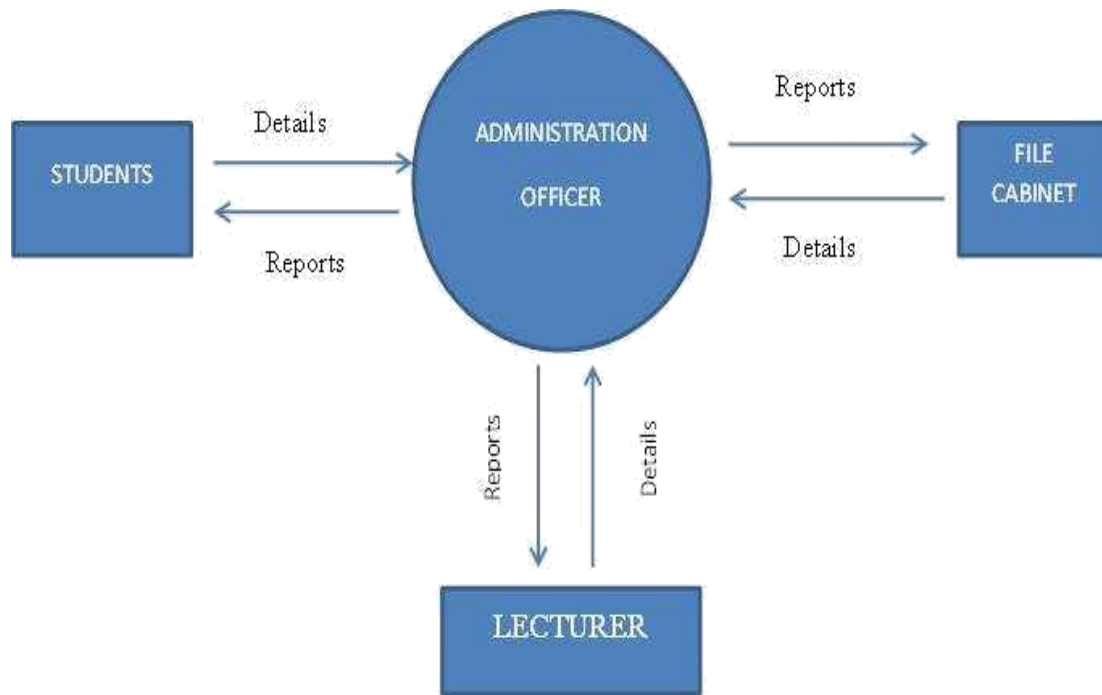 Details
STUDENTS
Reports
ADMINISTRATION
OFFICER
Reports
FILE
CABINET
Details
Reports
Details
LECTURER